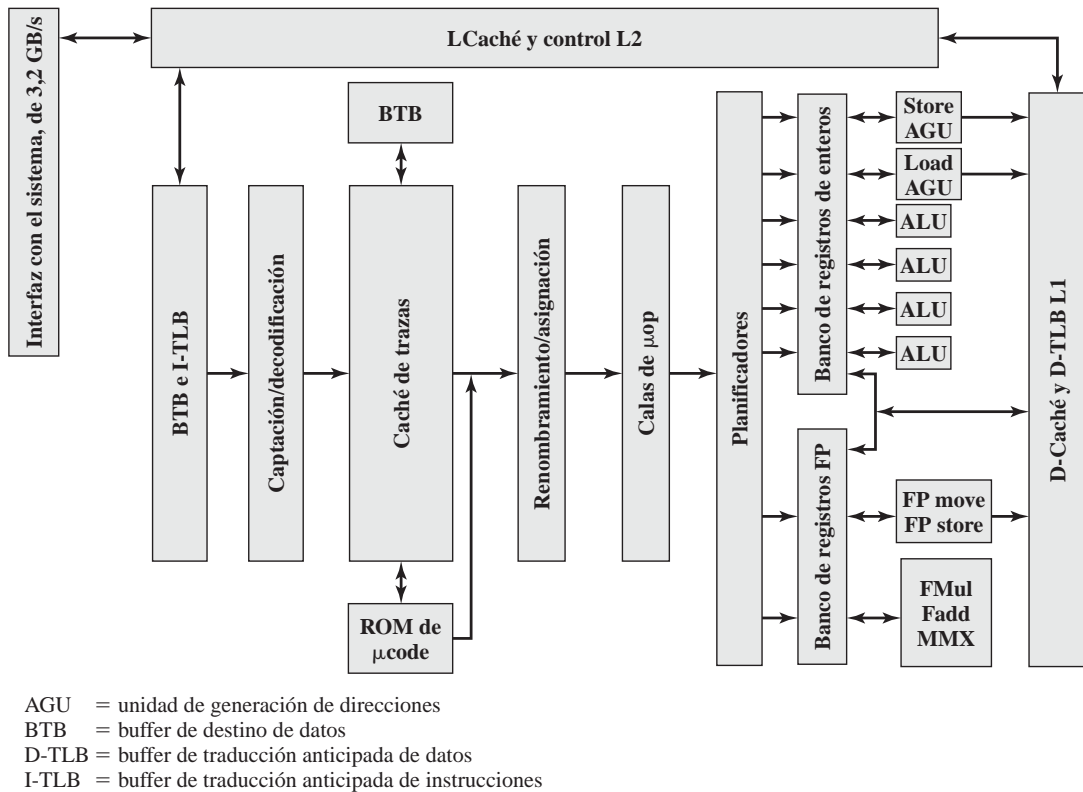 Interfaz con el sistema, de 3,2 GB/s
LCaché y control L2
BTB
BTB e I-TLB
Captación/decodificación
Caché de trazas
ROM de
μcode
Renombramiento/asignación
Calas de μop
Planificadores
Banco de registros de enteros
Banco de registros FP
Store
AGU
Load
AGU
ALU
ALU
ALU
ALU
FP move
FP store
FMul
Fadd
MMX
D-Caché y D-TLB L1
AGU = unidad de generación de direcciones
BTB = buffer de destino de datos
D-TLB = buffer de traducción anticipada de datos
I-TLB = buffer de traducción anticipada de instrucciones